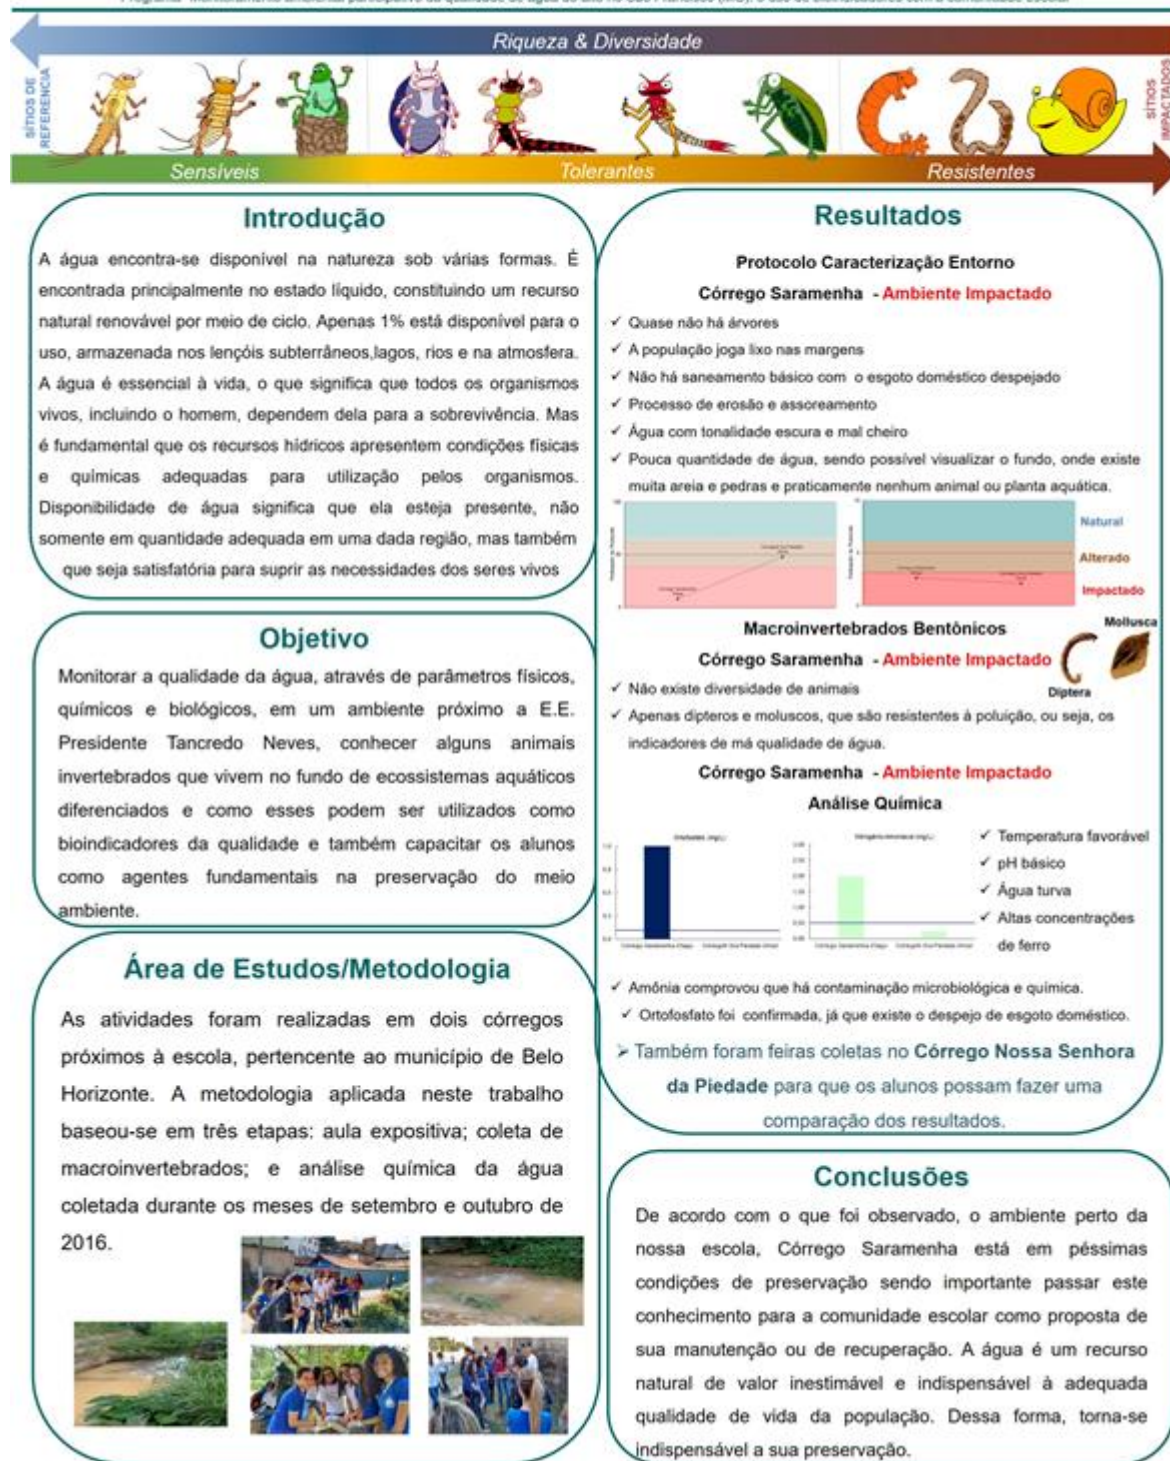 Riqueza & Diversidade
SÍTIOS DE
REFERÊNCIA
SÍTIOS
IMPACTADOS
Sensíveis
Tolerantes
Resistentes
Introdução
A água encontra-se disponível na natureza sob várias formas. É
encontrada principalmente no estado líquido, constituindo um recurso
natural renovável por meio de ciclo. Apenas 1% está disponível para o
uso, armazenada nos lençóis subterrâneos,lagos, rios e na atmosfera.
A água é essencial à vida, o que significa que todos os organismos
vivos, incluindo o homem, dependem dela para a sobrevivência. Mas
é fundamental que os recursos hídricos apresentem condições físicas
e químicas adequadas para utilização pelos organismos.
Disponibilidade de água significa que ela esteja presente, não
somente em quantidade adequada em uma dada região, mas também
que seja satisfatória para suprir as necessidades dos seres vivos
Objetivo
Monitorar a qualidade da água, através de parâmetros físicos,
químicos e biológicos, em um ambiente próximo a E.E.
Presidente Tancredo Neves, conhecer alguns animais
invertebrados que vivem no fundo de ecossistemas aquáticos
diferenciados e como esses podem ser utilizados como
bioindicadores da qualidade e também capacitar os alunos
como agentes fundamentais na preservação do meio
ambiente.
Área de Estudos/Metodologia
As atividades foram realizadas em dois córregos
próximos à escola, pertencente ao município de Belo
Horizonte. A metodologia aplicada neste trabalho
baseou-se em três etapas: aula expositiva; coleta de
macroinvertebrados; e análise química da água
coletada durante os meses de setembro e outubro de
2016.
Resultados
Protocolo Caracterização Entorno
Córrego Saramenha - Ambiente Impactado
✓ Quase não há árvores
✓ A população joga lixo nas margens
✓ Não há saneamento básico com o esgoto doméstico despejado
✓ Processo de erosão e assoreamento
✓ Água com tonalidade escura e mal cheiro
✓ Pouca quantidade de água, sendo possível visualizar o fundo, onde existe
muita areia e pedras e praticamente nenhum animal ou planta aquática.
Natural
Alterado
Impactado
Macroinvertebrados Bentônicos
Mollusca
Córrego Saramenha - Ambiente Impactado
Díptera
✓ Não existe diversidade de animais
✓ Apenas dípteros e moluscos, que são resistentes à poluição, ou seja, os
indicadores de má qualidade de água.
Córrego Saramenha - Ambiente Impactado
Análise Química
✓ Temperatura favorável
✓ pH básico
✓ Água turva
✓ Altas concentrações
de ferro
✓ Amônia comprovou que há contaminação microbiológica e química.
✓ Ortofosfato foi confirmada, já que existe o despejo de esgoto doméstico.
➢ Também foram feiras coletas no Córrego Nossa Senhora
da Piedade para que os alunos possam fazer uma
comparação dos resultados.
Conclusões
De acordo com o que foi observado, o ambiente perto da
nossa escola, Córrego Saramenha está em péssimas
condições de preservação sendo importante passar este
conhecimento para a comunidade escolar como proposta de
sua manutenção ou de recuperação. A água é um recurso
natural de valor inestimável e indispensável à adequada
qualidade de vida da população. Dessa forma, torna-se
indispensável a sua preservação.